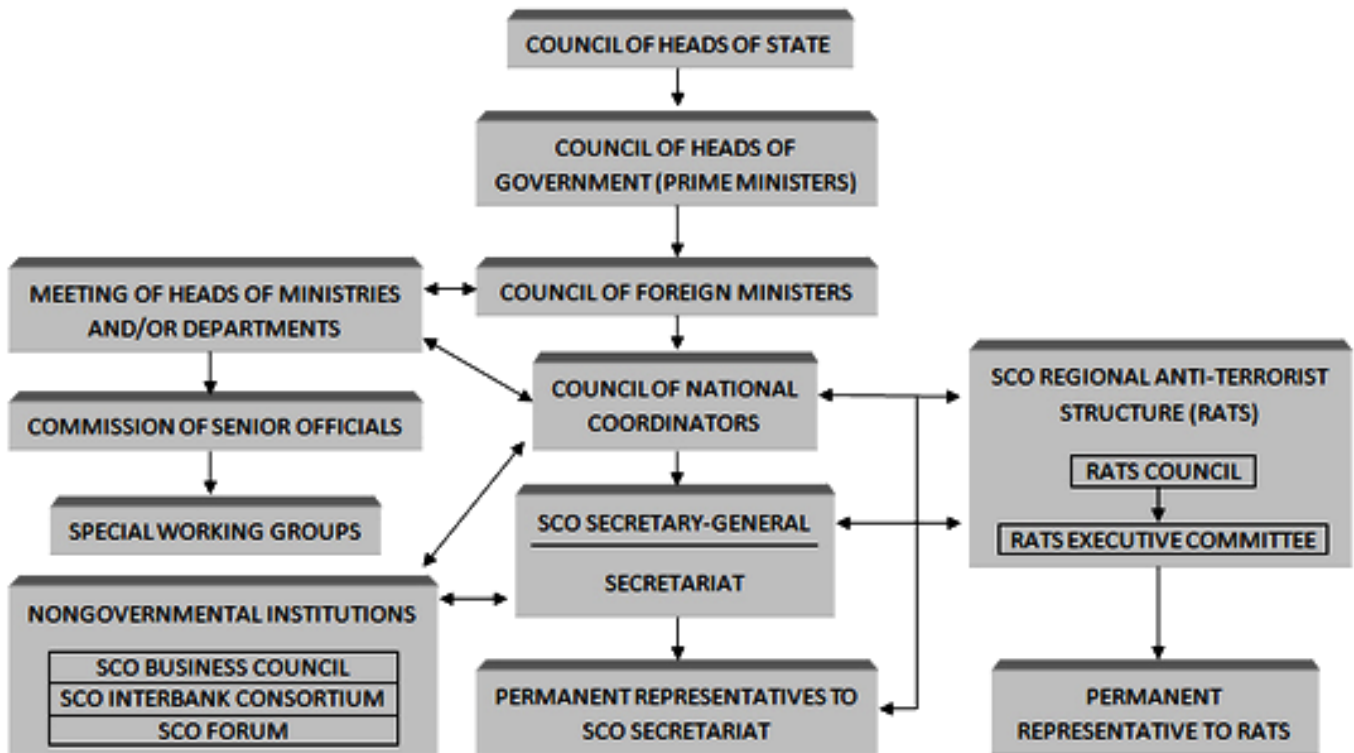 COUNCIL OF HEADS OF STATE
COUNCIL OF HEADS OF
GOVERNMENT (PRIME MINISTERS)
MEETING OF HEADS OF MINISTRIES
AND/OR DEPARTMENTS
COUNCIL OF FOREIGN MINISTERS
COUNCIL OF NATIONAL
COORDINATORS
SCO REGIONAL ANTI-TERRORIST
STRUCTURE (RATS)
RATS COUNCIL
RATS EXECUTIVE COMMITTEE
COMMISSION OF SENIOR OFFICIALS
SPECIAL WORKING GROUPS
SCO SECRETARY-GENERAL
SECRETARIAT
NONGOVERNMENTAL INSTITUTIONS
SCO BUSINESS COUNCIL
SCO INTERBANK CONSORTIUM
SCO FORUM
PERMANENT REPRESENTATIVES TO
SCO SECRETARIAT
PERMANENT
REPRESENTATIVE TO RATS